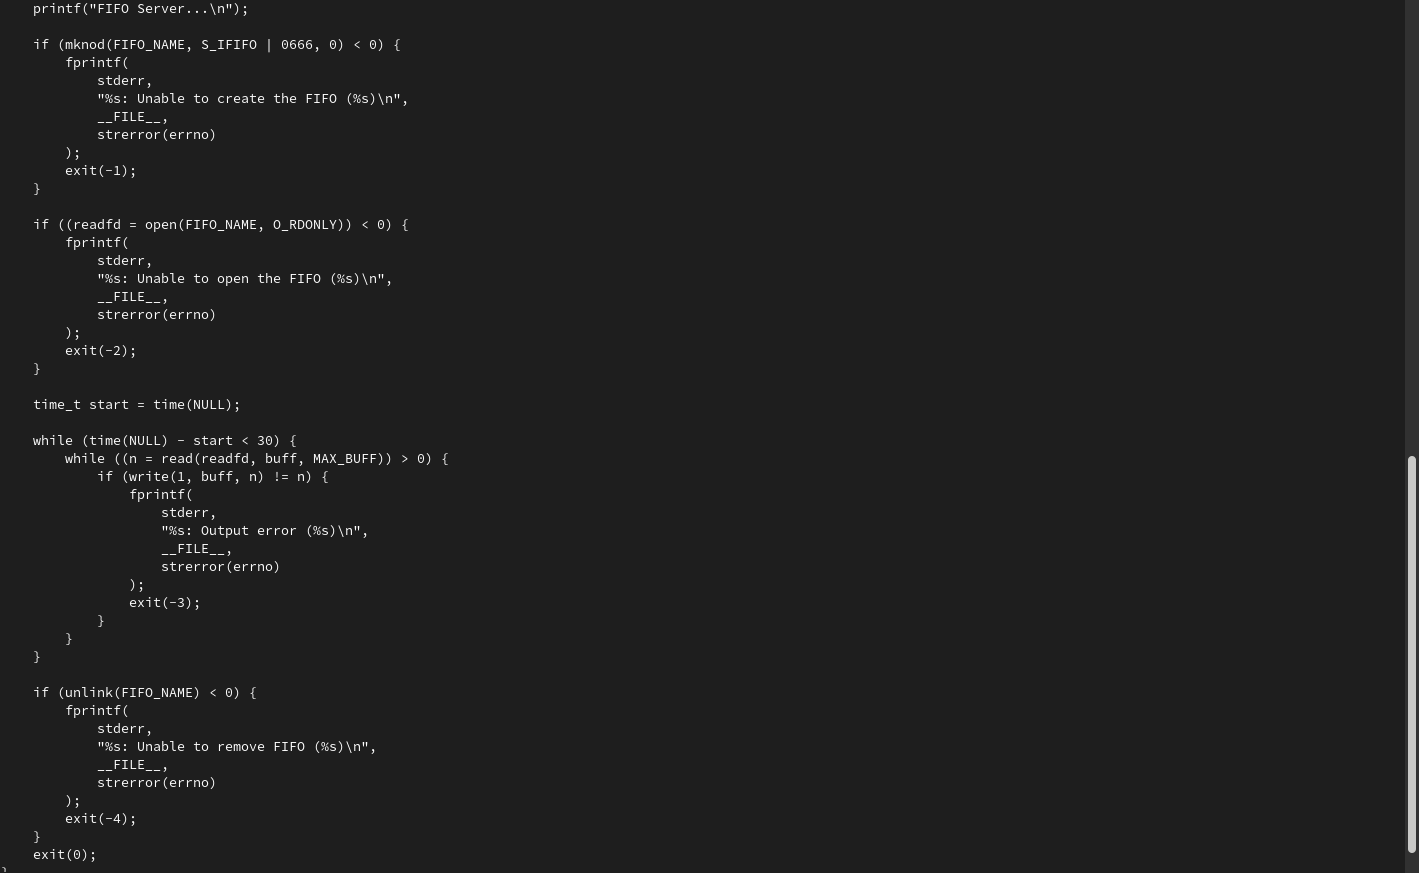 printf("FIFO Server...\n");
if (mknod(FIFO_NAME, S_IFIFO | 0666, 0) < 0) {
fprintf(
stderr,
"%s: Unable to create the FIFO (%s)\n",
__FILE__,
strerror(errno)
);
exit(-1);
}
if ((readfd = open(FIFO_NAME, O_RDONLY)) < 0) {
fprintf(
stderr,
"%s: Unable to open the FIFO (%s)\n",
__FILE__,
strerror(errno)
);
exit(-2);
}
time_t start = time(NULL);
while (time(NULL) - start < 30) {
while ((n = read(readfd, buff, MAX_BUFF)) > 0) {
if (write(1, buff, n) != n) {
fprintf(
stderr,
"%s: Output error (%s)\n",
__FILE__,
strerror(errno)
);
exit(-3);
}
}
}
if (unlink(FIFO_NAME) < 0) {
fprintf(
stderr,
"%s: Unable to remove FIFO (%s)\n",
__FILE__,
strerror(errno)
);
exit(-4);
}
exit(0);
}